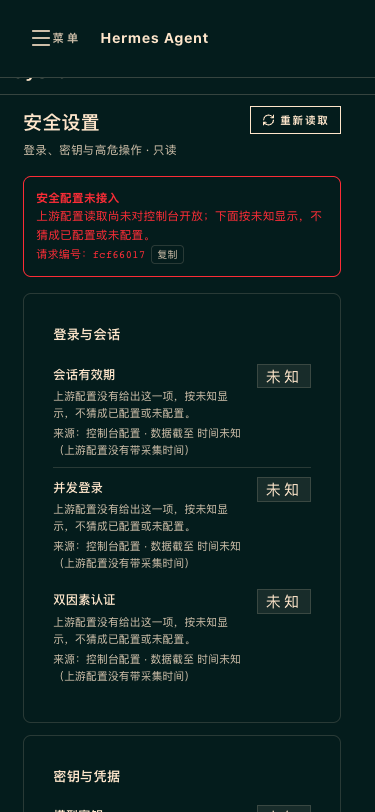 菜单 Hermes Agent
安全设置
重新读取
登录、密钥与高危操作 · 只读
安全配置未接入
上游配置读取尚未对控制台开放；下面按未知显示，不
猜成已配置或未配置。
请求编号：fcf66017 复制
登录与会话
会话有效期
未知
上游配置没有给出这一项，按未知显
示，不猜成已配置或未配置。
来源：控制台配置 · 数据截至 时间未知
（上游配置没有带采集时间）
并发登录
未知
上游配置没有给出这一项，按未知显
示，不猜成已配置或未配置。
来源：控制台配置 · 数据截至 时间未知
（上游配置没有带采集时间）
双因素认证
未知
上游配置没有给出这一项，按未知显
示，不猜成已配置或未配置。
来源：控制台配置 · 数据截至 时间未知
（上游配置没有带采集时间）
密钥与凭据